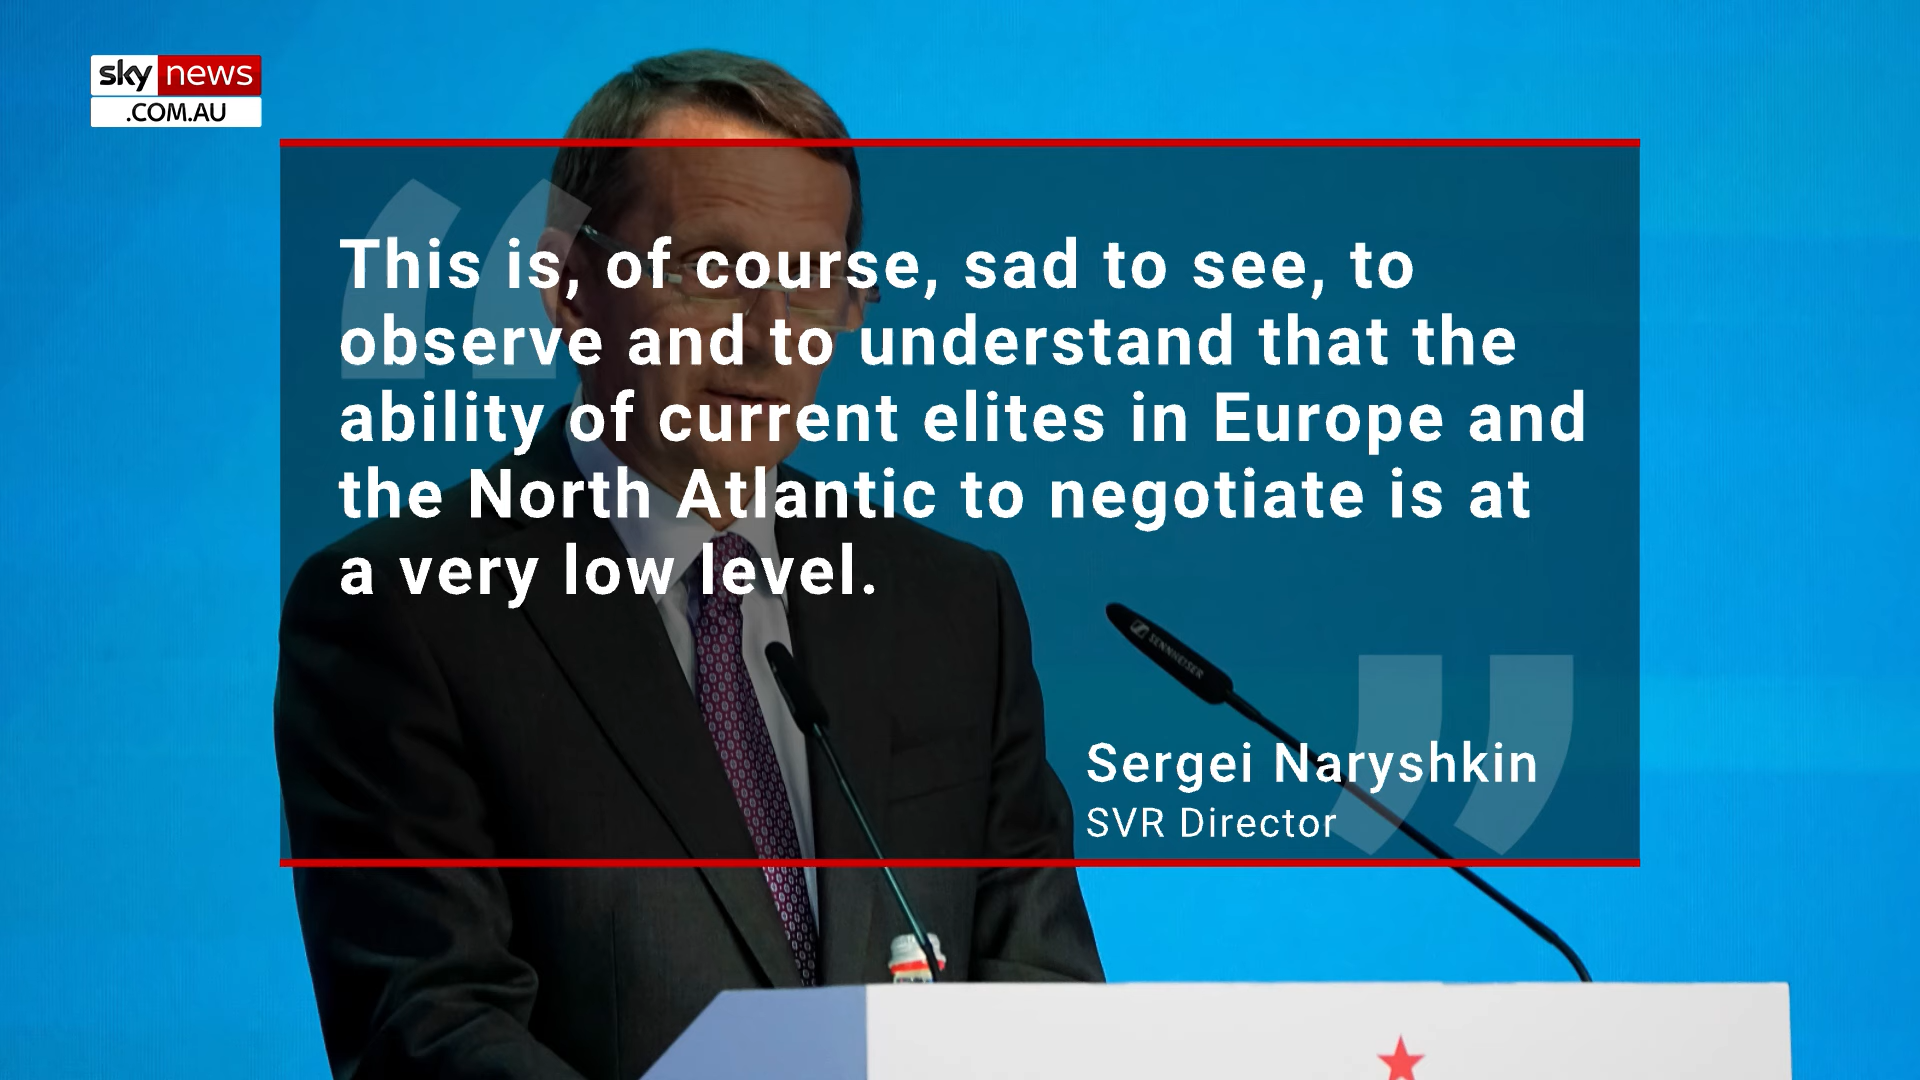 sky news
.COM.AU
This is, of course, sad to see, to
observe and to understand that the
ability of current elites in Europe and
the North Atlantic to negotiate is at
a very low level.
SENNHEISER
Sergei Naryshkin
SVR Director